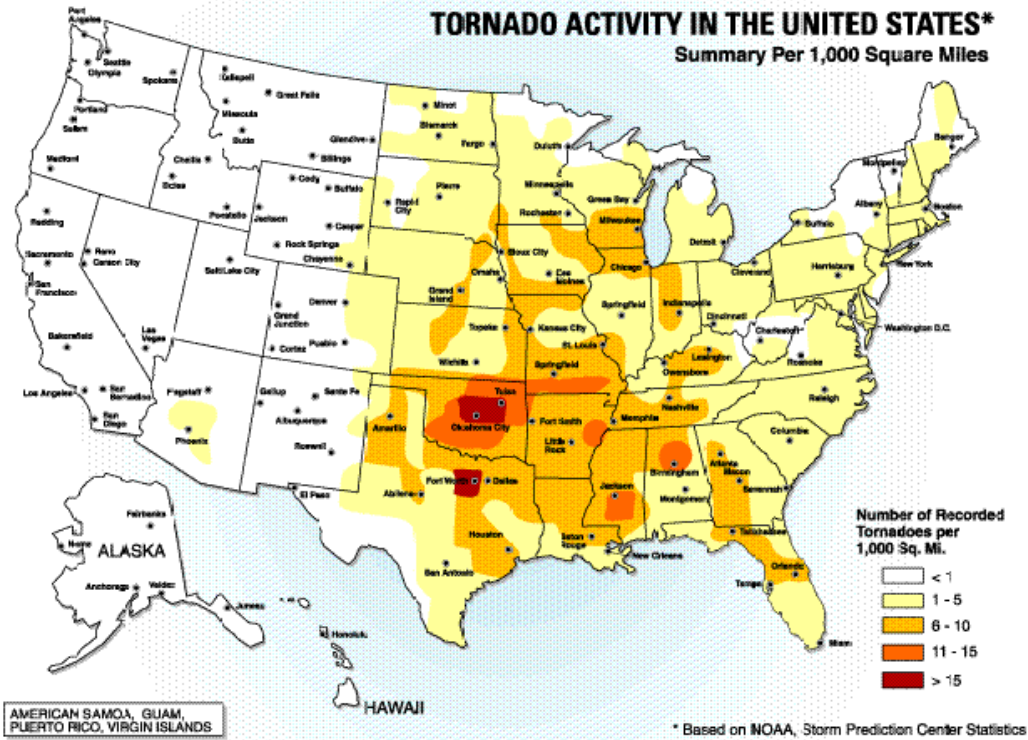 TORNADO ACTIVITY IN THE UNITED STATES*
Summary Per 1,000 Square Miles
Port Angeles
Seattle
Olympia
Spokane
Portland
Salem
Medford
Kalispell
Great Falls
Missoula
Butte
Glendive
Billings
Boise
Pocatello
Cody
Buffalo
Jackson
Casper
Rock Springs
Cheyenne
Minot
Bismarck
Fargo
Pierre
Rapid City
Duluth
Minneapolis
Rochester
Green Bay
Milwaukee
Chicago
Detroit
Bangor
Montpelier
Albany
Boston
Buffalo
New York
Harrisburg
Cleveland
Redding
Sacramento
San Francisco
Reno
Carson City
Bakersfield
Las Vegas
Los Angeles
San Bernadino
San Diego
Salt Lake City
Denver
Grand Junction
Cortez
Pueblo
Flagstaff
Phoenix
Gallup
Santa Fe
Albuquerque
Roswell
El Paso
Sioux City
Omaha
Grand Island
Des Moines
Topeka
Kansas City
Wichita
St. Louis
Springfield
Springfield
Indianapolis
Cincinnati
Charleston
Washington D.C.
Roanoke
Lexington
Owensboro
Nashville
Memphis
Raleigh
Columbia
Tulsa
Oklahoma City
Fort Smith
Little Rock
Amarillo
Fort Worth
Dallas
Abilene
Houston
San Antonio
Jackson
Baton Rouge
New Orleans
Birmingham
Montgomery
Atlanta
Macon
Savannah
Tallahassee
Orlando
Tampa
Miami
Fairbanks
Nome
ALASKA
Anchorage
Valdez
Juneau
Honolulu
HAWAII
Number of Recorded
Tornadoes per
1,000 Sq. Mi.
< 1
1 - 5
6 - 10
11 - 15
> 15
AMERICAN SAMOA, GUAM,
PUERTO RICO, VIRGIN ISLANDS
* Based on NOAA, Storm Prediction Center Statistics